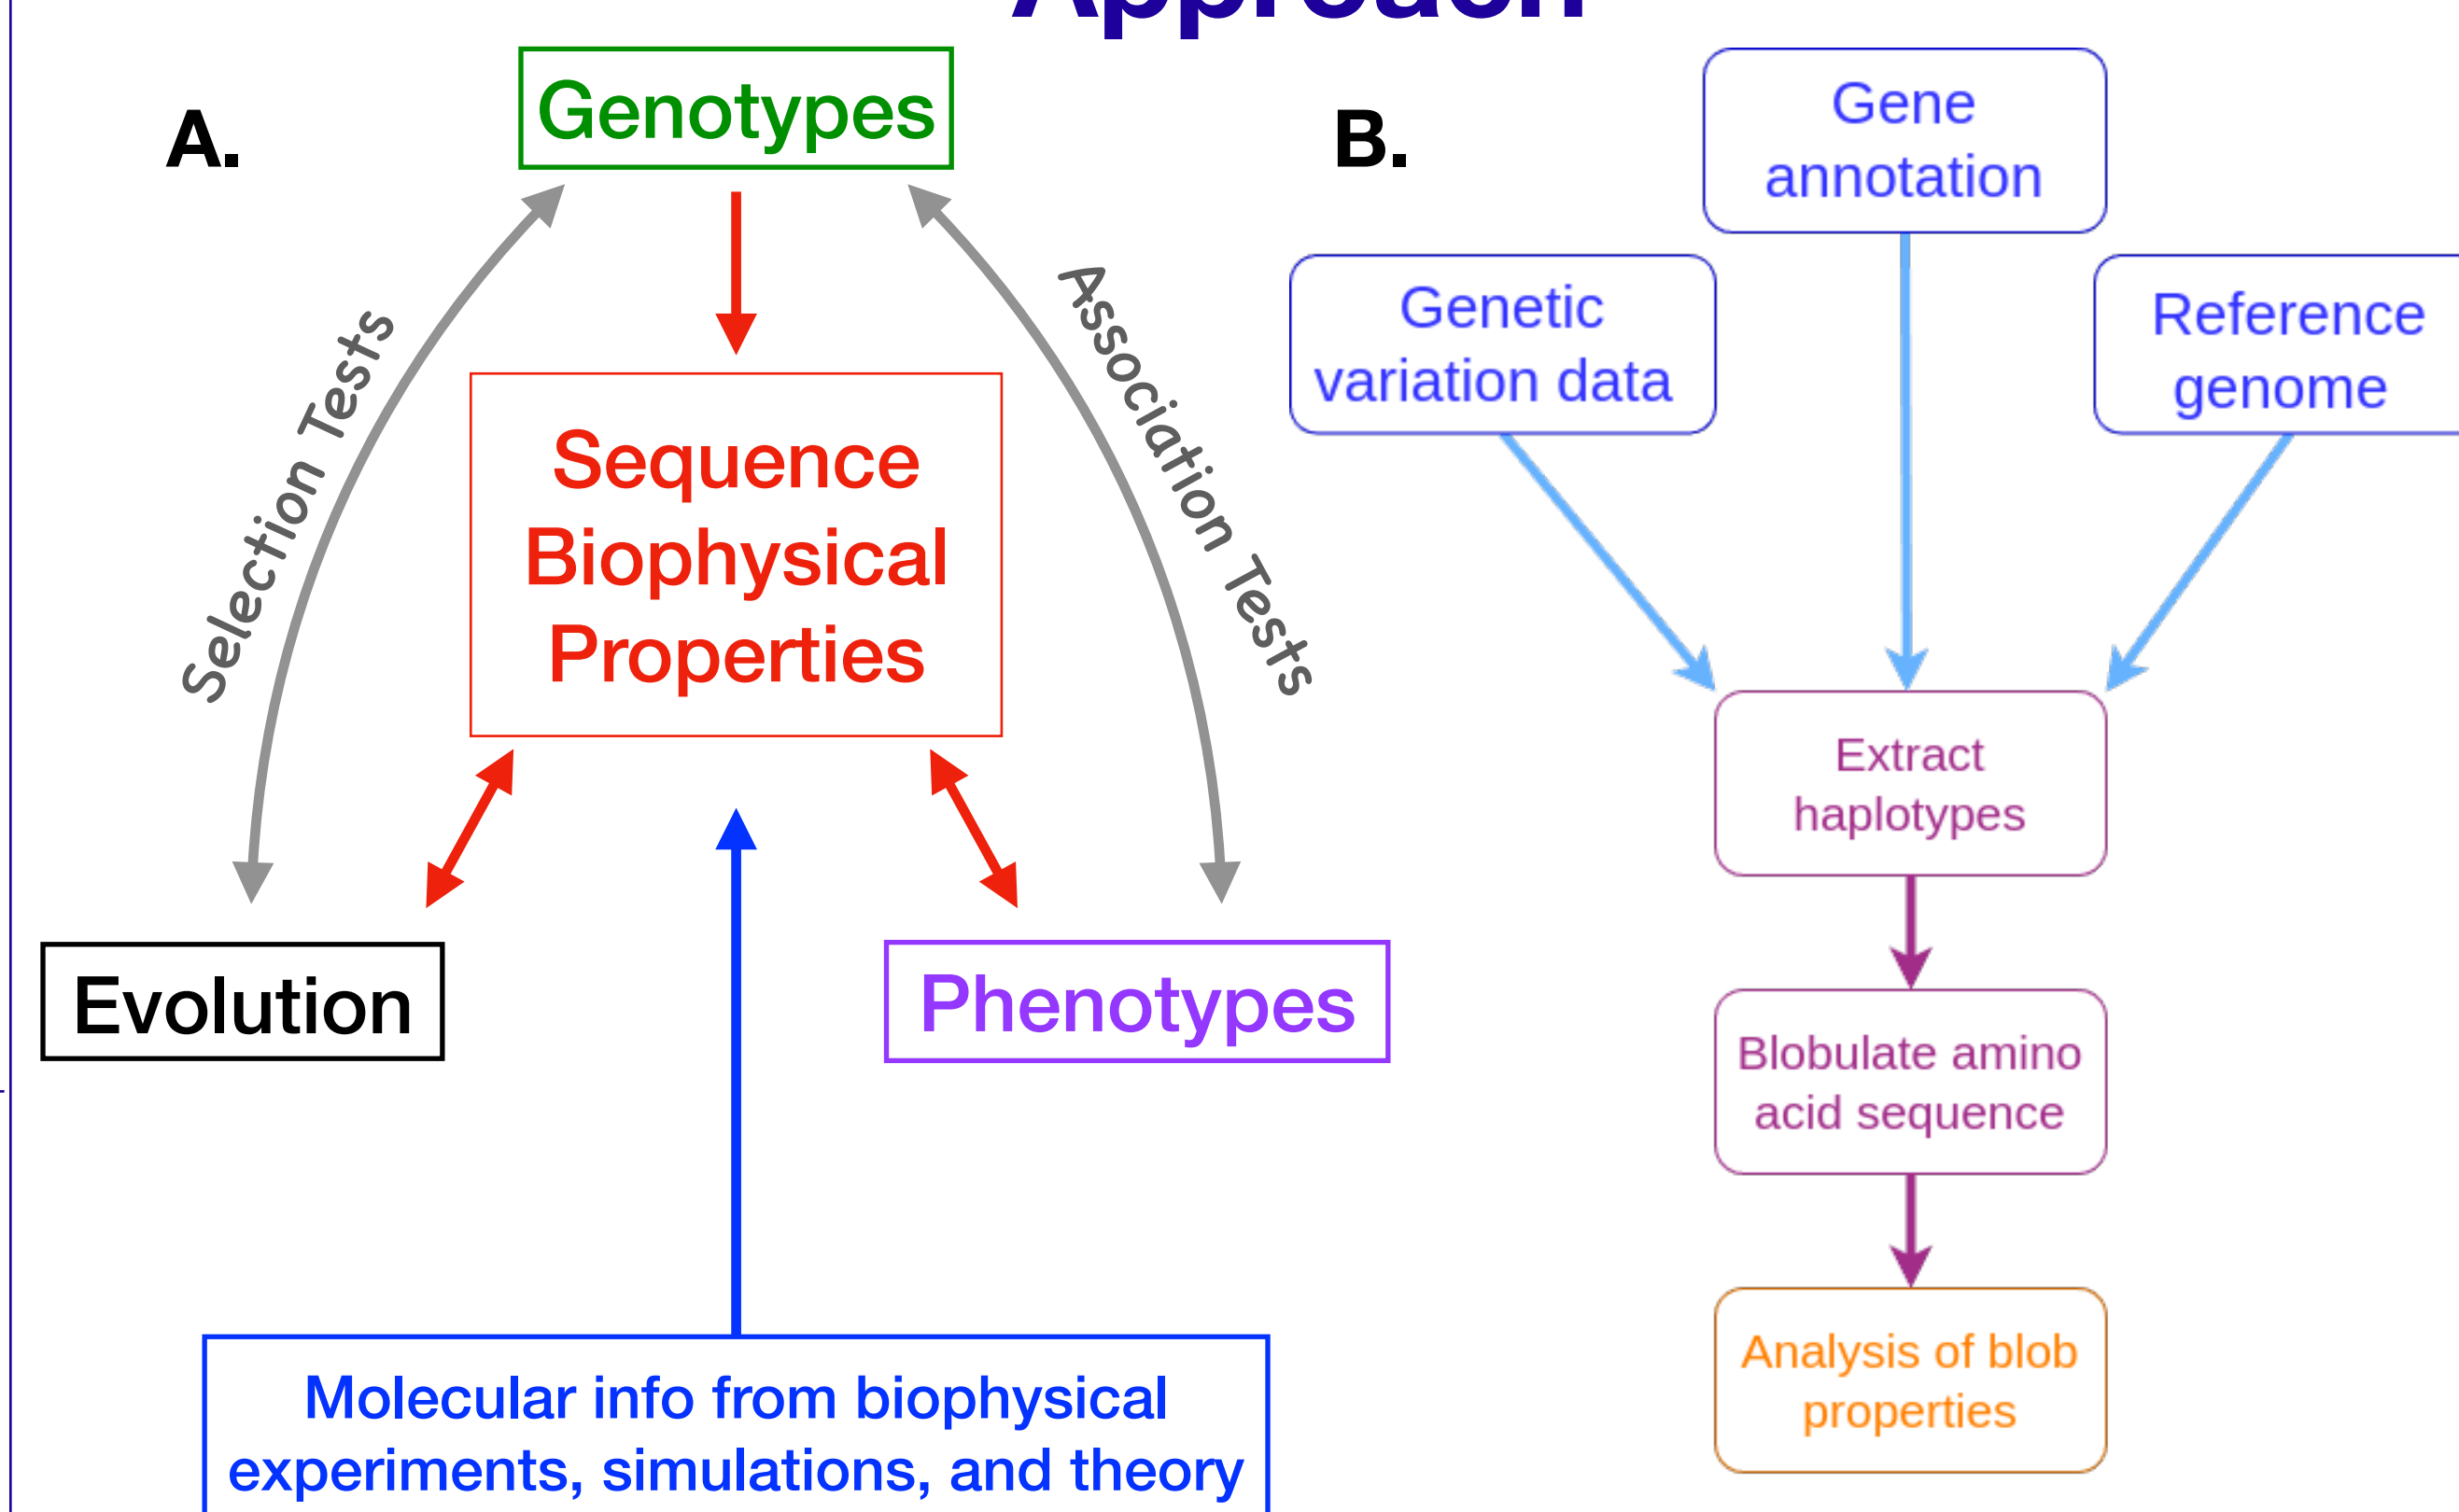 Approach
A.
Genotypes
Selection Tests
Association Tests
Sequence
Biophysical
Properties
Evolution
Phenotypes
Molecular info from biophysical
experiments, simulations, and theory
B.
Gene
annotation
Genetic
variation data
Reference
genome
Extract
haplotypes
Blobulate amino
acid sequence
Analysis of blob
properties